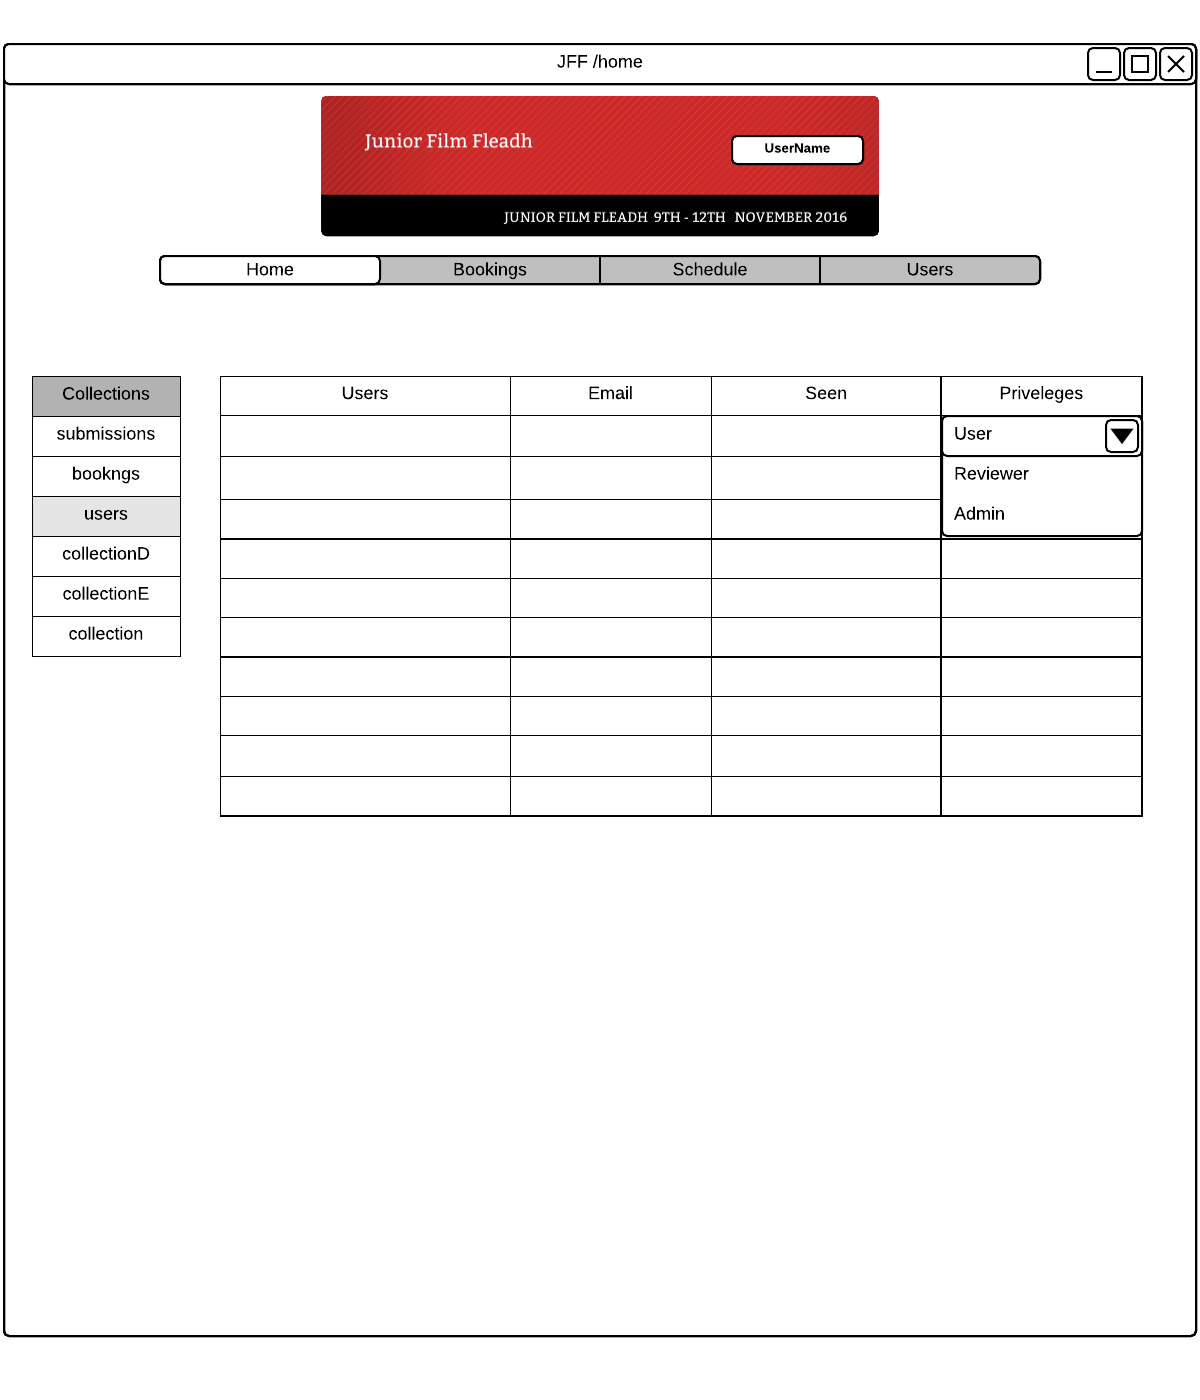 JFF /home
Junior Film Fleadh
UserName
JUNIOR FILM FLEADH 9TH - 12TH NOVEMBER 2016
Home Bookings Schedule Users
Collections
submissions
bookngs
users
collectionD
collectionE
collection
Users Email Seen Priveleges
User
Reviewer
Admin